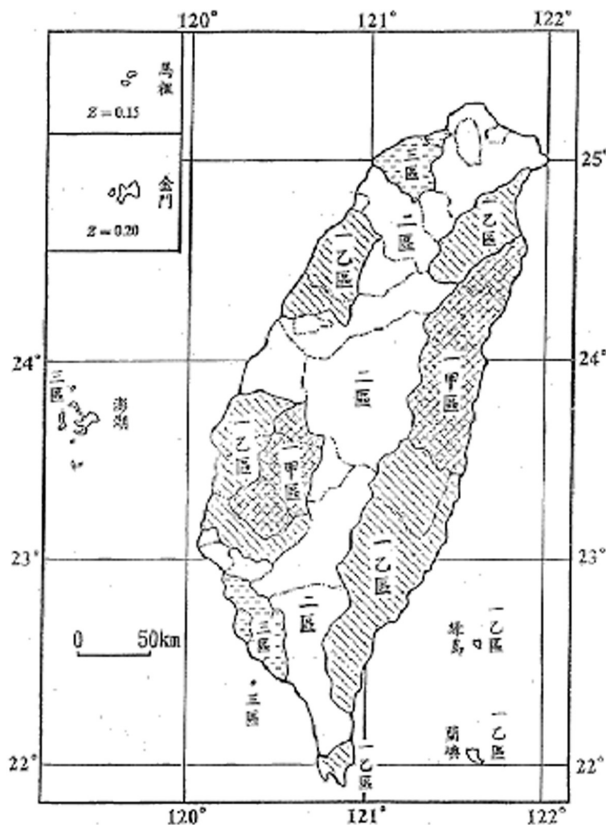 120°
121°
122°
馬祖
Z=0.15
金門
Z=0.20
25°
25°
三區
二區
一乙區
一乙區
24°
24°
三區
澎湖
二區
一甲區
一乙區
一甲區
23°
23°
一乙區
二區
三區
0 50km
三區
綠島
一乙區
蘭嶼
一乙區
一乙區
22°
22°
120°
121°
122°